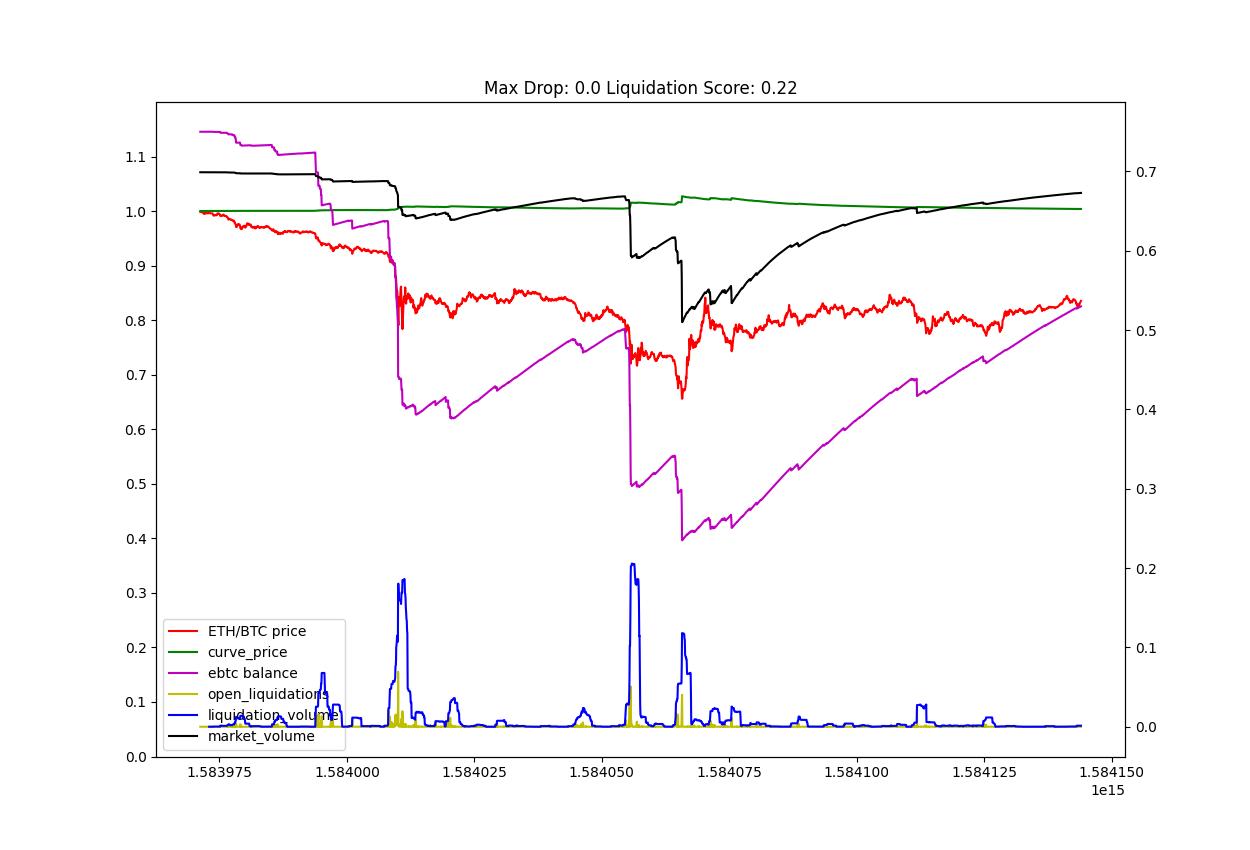 Max Drop: 0.0 Liquidation Score: 0.22
1.1
1.0
0.9
0.8
0.7
0.6
0.5
0.4
0.3
0.2
0.1
0.0
0.7
0.6
0.5
0.4
0.3
0.2
0.1
0.0
ETH/BTC price
curve_price
ebtc balance
open_liquidations
liquidation_volume
market_volume
1.583975 1.584000 1.584025 1.584050 1.584075 1.584100 1.584125 1.584150
1e15